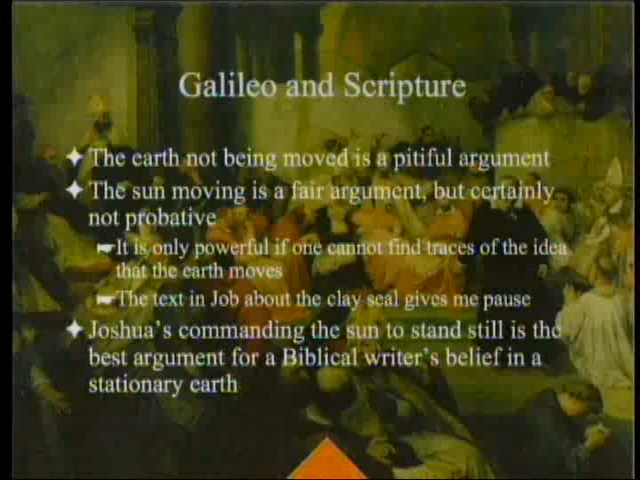 Galileo and Scripture
The earth not being moved is a pitiful argument
The sun moving is a fair argument, but certainly
not probative
It is only powerful if one cannot find traces of the idea
that the earth moves
The text in Job about the clay seal gives me pause
Joshua's commanding the sun to stand still is the
best argument for a Biblical writer's belief in a
stationary earth